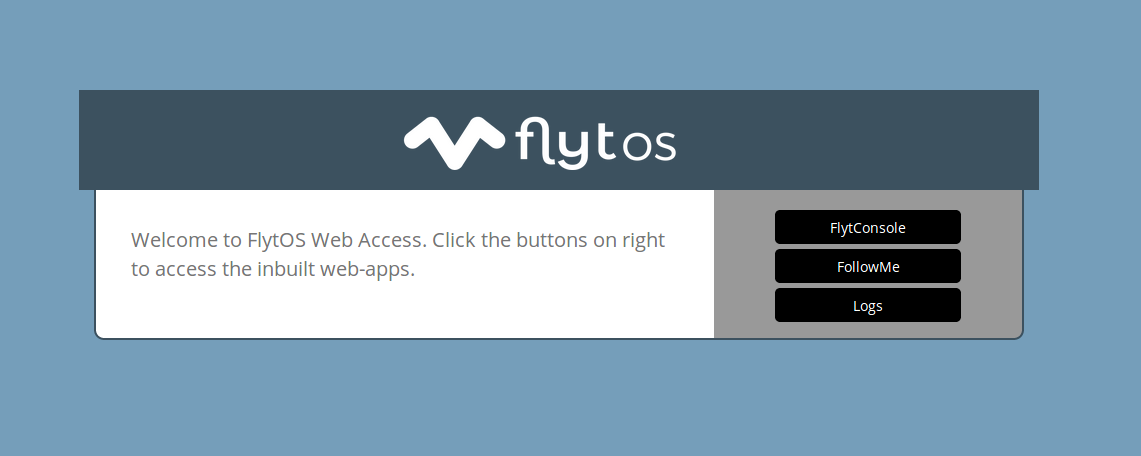 flytos
Welcome to FlytOS Web Access. Click the buttons on right
to access the inbuilt web-apps.
FlytConsole
FollowMe
Logs